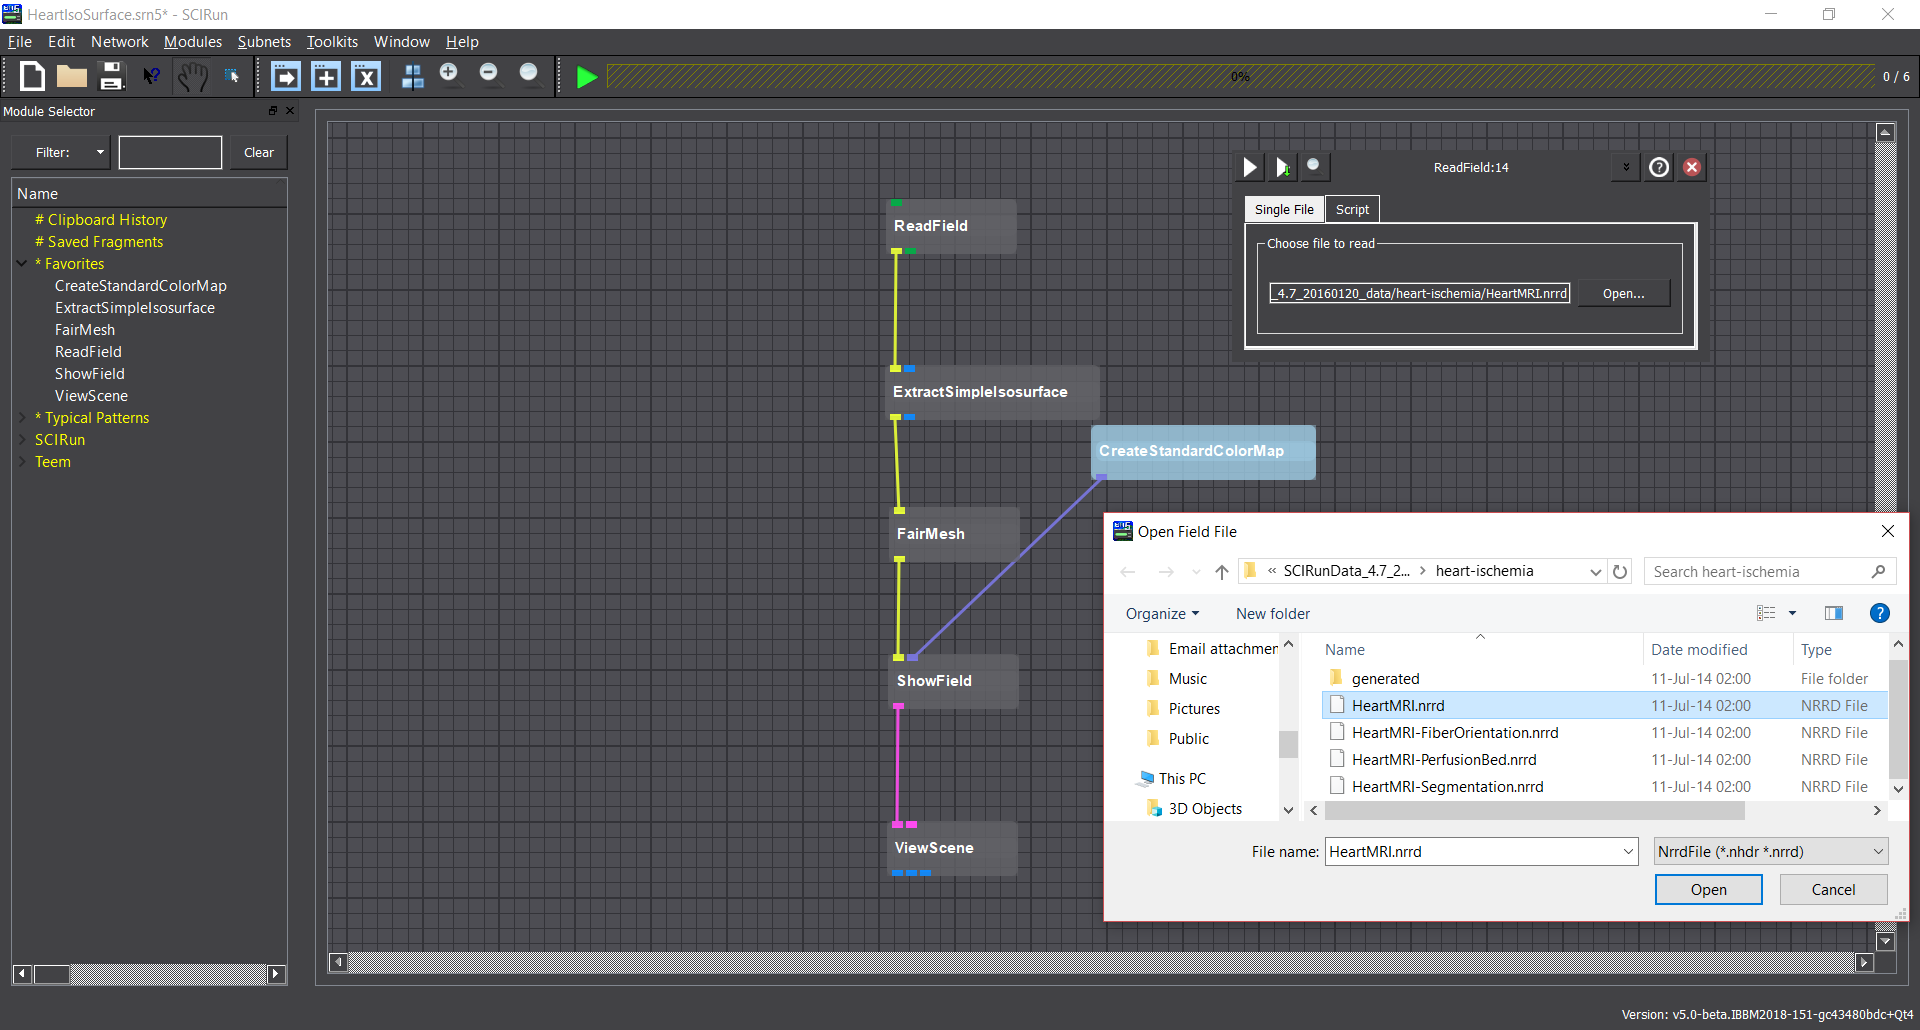 HeartIsoSurface.srn5* - SCIRun
File Edit Network Modules Subnets Toolkits Window Help
0%
0 / 6
Module Selector
Filter:
Clear
Name
# Clipboard History
# Saved Fragments
* Favorites
CreateStandardColorMap
ExtractSimpleIsosurface
FairMesh
ReadField
ShowField
ViewScene
* Typical Patterns
SCIRun
Teem
ReadField
ExtractSimpleIsosurface
CreateStandardColorMap
FairMesh
ShowField
ViewScene
ReadField:14
Single File Script
Choose file to read
_4.7_20160120_data/heart-ischemia/HeartMRI.nrrd
Open...
Open Field File
« SCIRunData_4.7_2... > heart-ischemia
Search heart-ischemia
Organize New folder
Email attachmen
Music
Pictures
Public
This PC
3D Objects
Name Date modified Type
generated 11-Jul-14 02:00 File folder
HeartMRI.nrrd 11-Jul-14 02:00 NRRD File
HeartMRI-FiberOrientation.nrrd 11-Jul-14 02:00 NRRD File
HeartMRI-PerfusionBed.nrrd 11-Jul-14 02:00 NRRD File
HeartMRI-Segmentation.nrrd 11-Jul-14 02:00 NRRD File
File name: HeartMRI.nrrd
NrrdFile (*.nhdr *.nrrd)
Open Cancel
Version: v5.0-beta.IBBM2018-151-gc43480bdc+Qt4